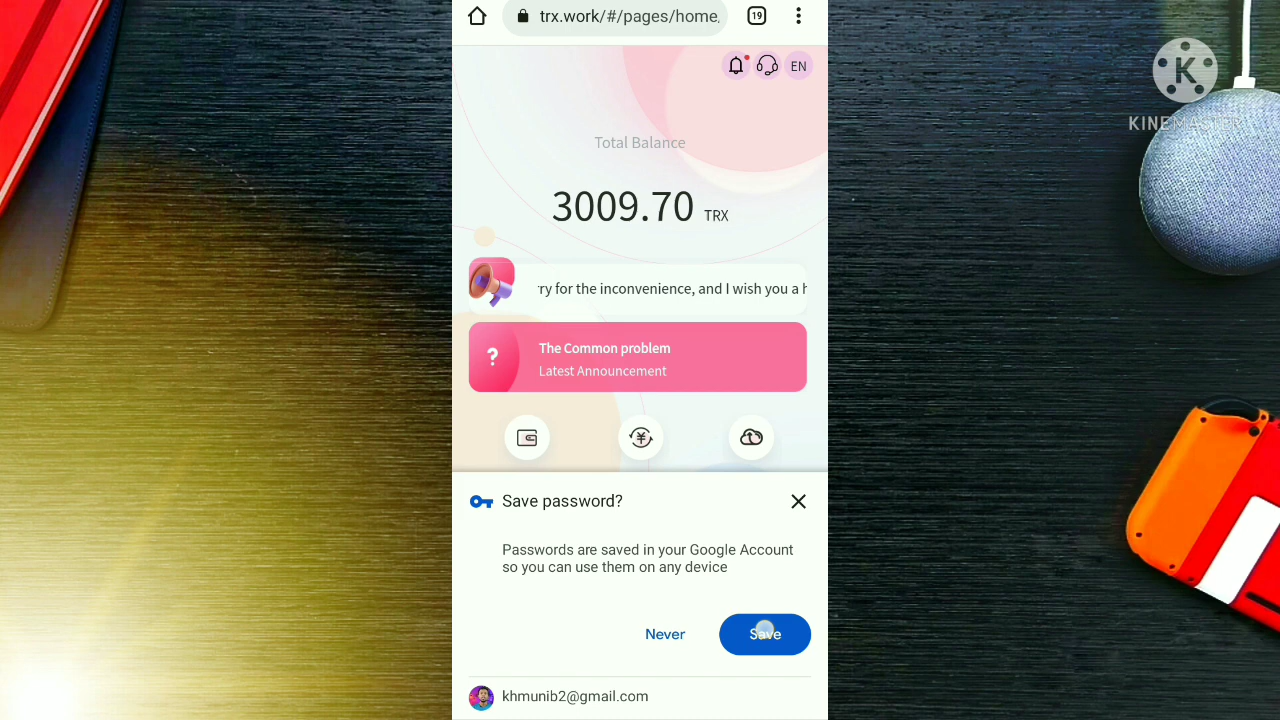 trx.work/#/pages/home
19
EN
Total Balance
3009.70 TRX
ry for the inconvenience, and I wish you a h
?
The Common problem
Latest Announcement
Save password?
Passwords are saved in your Google Account
so you can use them on any device
Never
Save
khmunib2@gmail.com
K
KINEMASTER